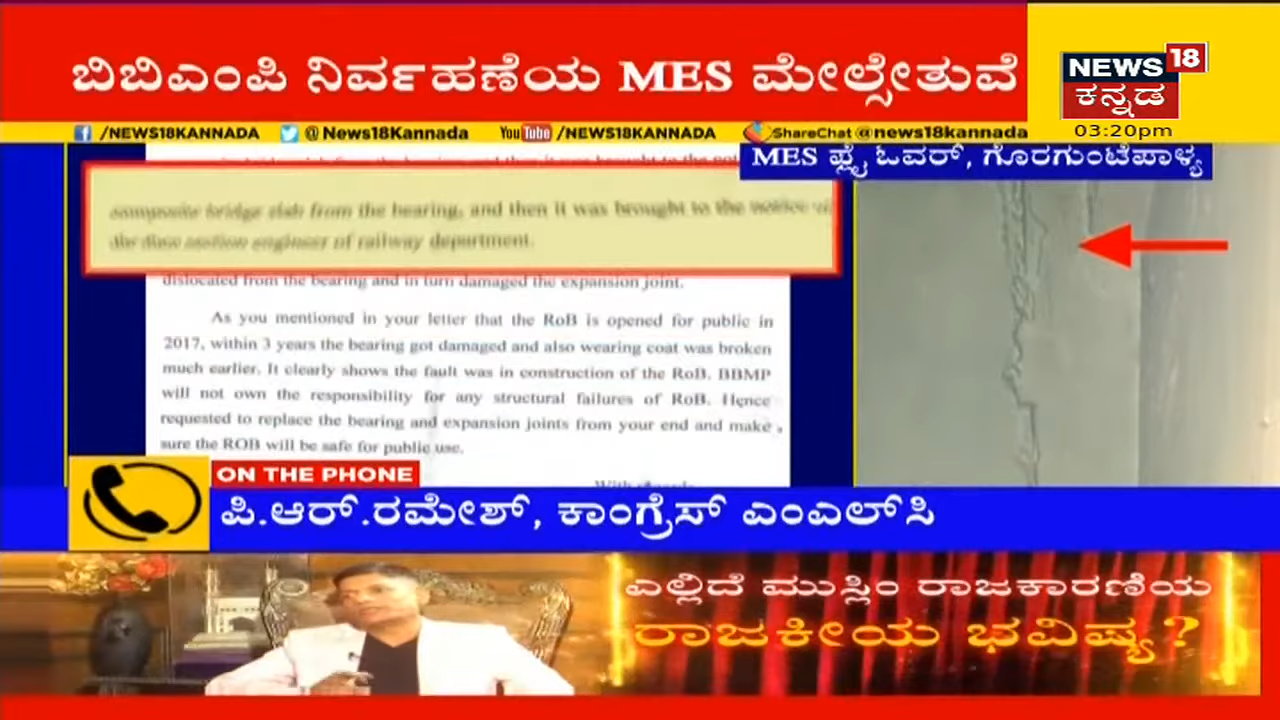 ಬಿಬಿಎಂಪಿ ನಿರ್ವಹಣೆಯ MES ಮೇಲ್ಸೇತುವೆ
NEWS 18
ಕನ್ನಡ
03:20pm
/NEWS18KANNADA @News18Kannada YouTube /NEWS18KANNADA ShareChat @news18kannada
MES ಫ್ಲೈ ಓವರ್, ಗೊರಗುಂಟೆಪಾಳ್ಯ
composite bridge slab from the bearing, and then it was brought to the notice
engineer of railway department.
dislocated from the bearing and in turn damaged the expansion joint.
As you mentioned in your letter that the RoB is opened for public in
2017, within 3 years the bearing got damaged and also wearing coat was broken
much earlier. It clearly shows the fault was in construction of the RoB. BBMP
will not own the responsibility for any structural failures of RoB. Hence
requested to replace the bearing and expansion joints from your end and make
sure the ROB will be safe for public use.
ON THE PHONE
ಪಿ.ಆರ್.ರಮೇಶ್, ಕಾಂಗ್ರೆಸ್ ಎಂಎಲ್‌ಸಿ
ಎಲ್ಲಿದೆ ಮುಸ್ಲಿಂ ರಾಜಕಾರಣಿಯ
ರಾಜಕೀಯ ಭವಿಷ್ಯ?